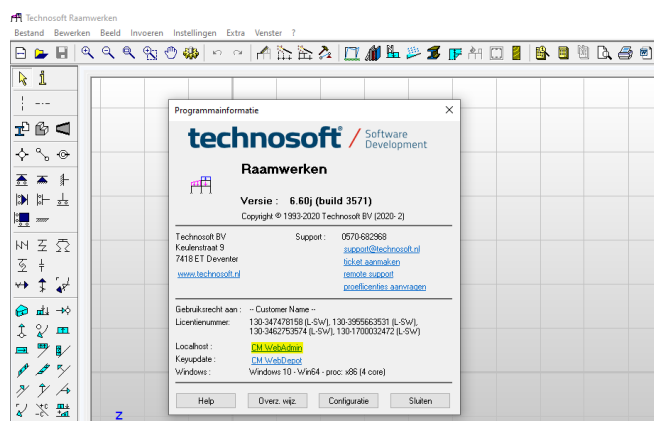 Technosoft Raamwerken
Bestand Bewerken Beeld Invoeren Instellingen Extra Venster ?
Programmainformatie
technosoft / Software Development
Raamwerken
Versie : 6.60j (build 3571)
Copyright © 1993-2020 Technosoft BV (2020- 2)
Technosoft BV Support : 0570-682968
Keulenstraat 9 support@technosoft.nl
7418 ET Deventer ticket aanmaken
www.technosoft.nl remote support
proeflicenties aanvragen
Gebruiksrecht aan : -- Customer Name --
Licentienummer: 130-347478158 (L-SW), 130-3955663531 (L-SW),
130-3462753574 (L-SW), 130-1700032472 (L-SW)
Localhost : CM WebAdmin
Keyupdate : CM WebDepot
Windows : Windows 10 - Win64 - proc: x86 (4 core)
Help Overz. wijz. Configuratie Sluiten
Z